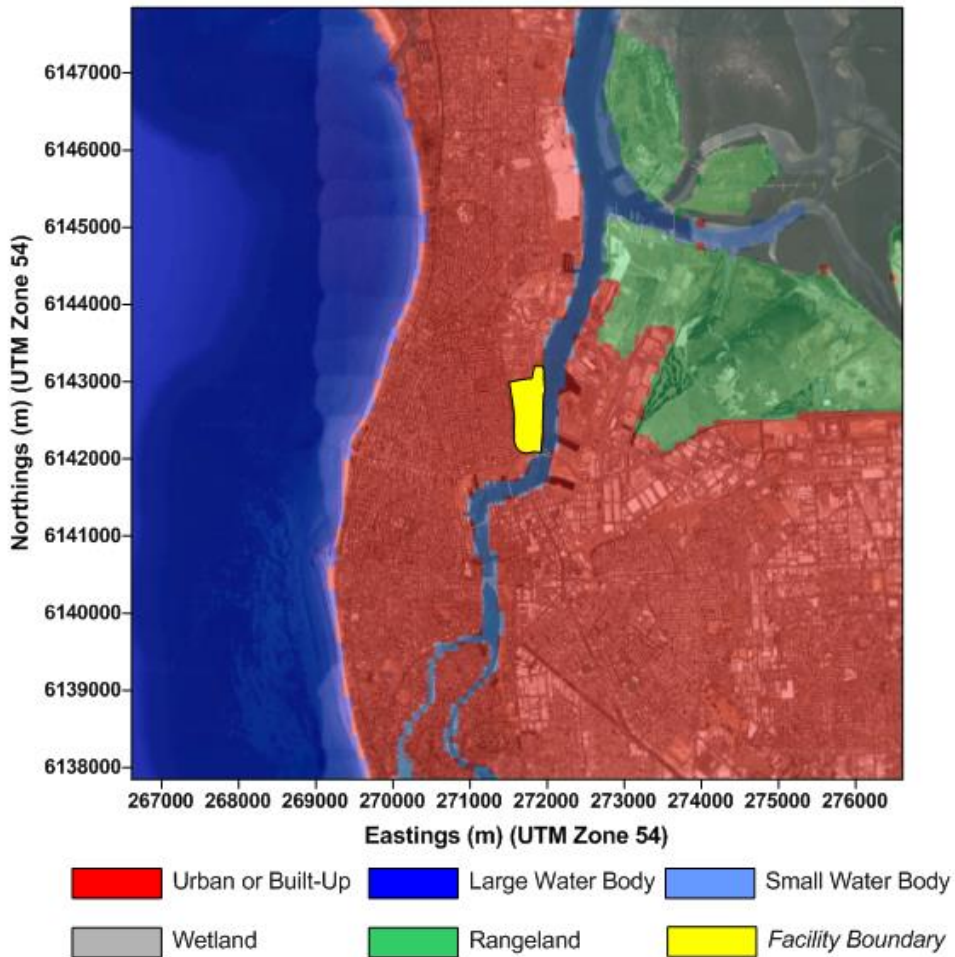 Northings (m) (UTM Zone 54)
6147000
6146000
6145000
6144000
6143000
6142000
6141000
6140000
6139000
6138000
267000 268000 269000 270000 271000 272000 273000 274000 275000 276000
Eastings (m) (UTM Zone 54)
Urban or Built-Up Large Water Body Small Water Body
Wetland Rangeland Facility Boundary